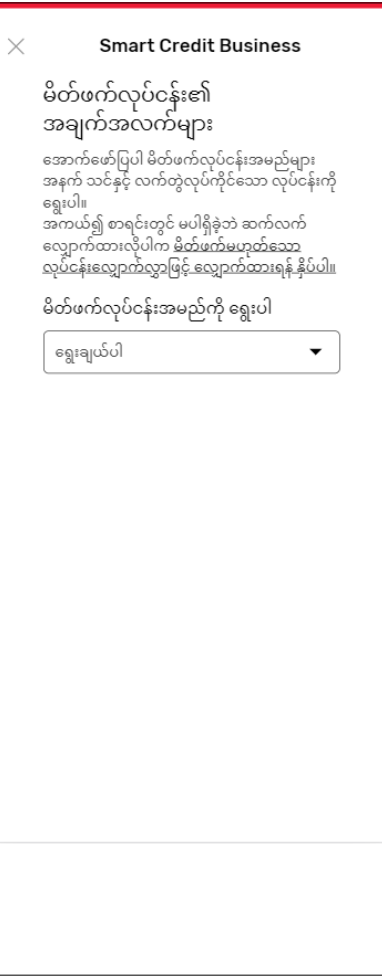 Smart Credit Business
မိတ်ဖက်လုပ်ငန်း၏
အချက်အလက်များ
အောက်ဖော်ပြပါ မိတ်ဖက်လုပ်ငန်းအမည်များ
အနက် သင်နှင့် လက်တွဲလုပ်ကိုင်သော လုပ်ငန်းကို
ရွေးပါ။
အကယ်၍ စာရင်းတွင် မပါရှိခဲ့ဘဲ ဆက်လက်
လျှောက်ထားလိုပါက မိတ်ဖက်မဟုတ်သော
လုပ်ငန်းလျှောက်လွှာဖြင့် လျှောက်ထားရန် နှိပ်ပါ။
မိတ်ဖက်လုပ်ငန်းအမည်ကို ရွေးပါ
ရွေးချယ်ပါ